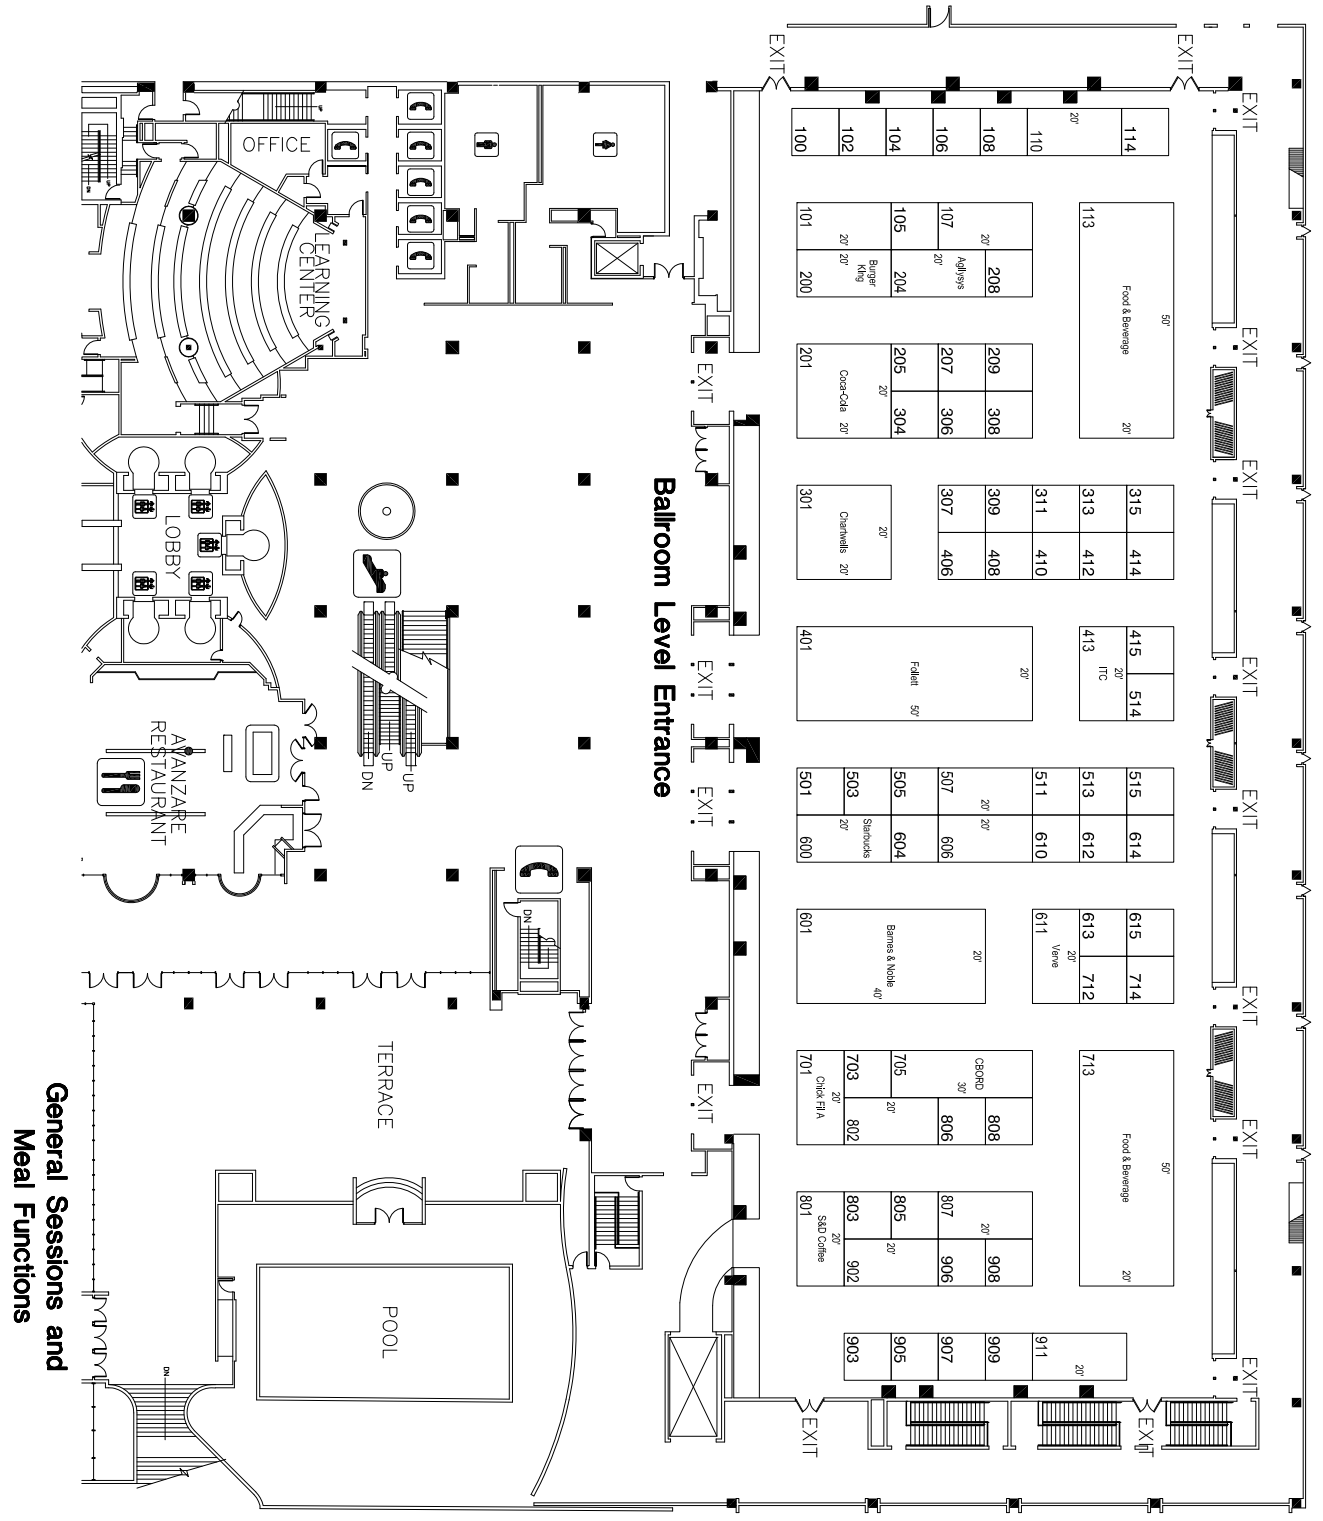 EXIT
EXIT
EXIT
20'
100
102
104
106
108
110
114
OFFICE
UP
UP
DN
101
20'
105
107
20'
113
20'
Burger
King
20'
Agilysys
200
204
208
50'
Food & Beverage
20'
LEARNING
CENTER
EXIT
EXIT
201
205
207
209
Coca-Cola
20'
20'
304
306
308
EXIT
301
Chartwells
20'
20'
307
309
311
313
315
406
408
410
412
414
LOBBY
Ballroom Level Entrance
EXIT
EXIT
401
Follett
20'
50'
413
ITC
20'
415
514
AVANZARE
RESTAURANT
DN
UP
UP
EXIT
EXIT
501
503
505
507
20'
511
513
515
20'
Starbucks
20'
600
604
606
610
612
614
DN
601
Barnes & Noble
20'
40'
611
Verve
20'
613
615
712
714
EXIT
TERRACE
EXIT
EXIT
701
Chick Fil A
20'
703
705
CBORD
30'
20'
802
806
808
713
50'
Food & Beverage
20'
801
S&D Coffee
20'
803
805
807
20'
20'
902
906
908
General Sessions and
Meal Functions
POOL
DN
903
905
907
909
911
20'
EXIT
EXIT
EXIT